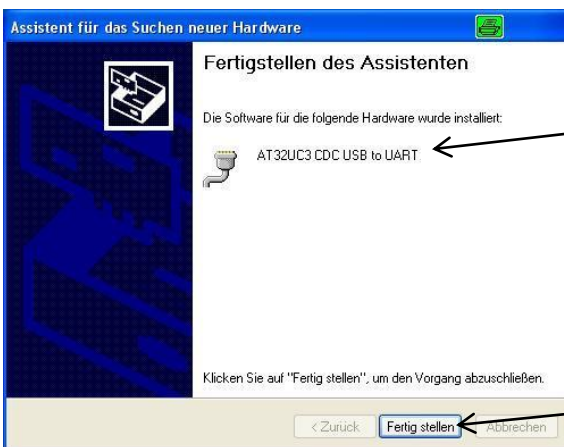 Assistent für das Suchen neuer Hardware
Fertigstellen des Assistenten
Die Software für die folgende Hardware wurde installiert:
AT32UC3 CDC USB to UART
Klicken Sie auf "Fertig stellen", um den Vorgang abzuschließen.
< Zurück Fertig stellen Abbrechen